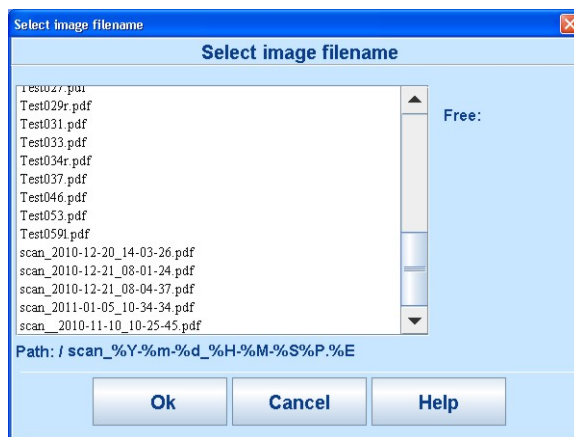 Select image filename
Select image filename
Test027.pdf
Test029r.pdf
Test031.pdf
Test033.pdf
Test034r.pdf
Test037.pdf
Test046.pdf
Test053.pdf
Test059l.pdf
scan_2010-12-20_14-03-26.pdf
scan_2010-12-21_08-01-24.pdf
scan_2010-12-21_08-04-37.pdf
scan_2011-01-05_10-34-34.pdf
scan__2010-11-10_10-25-45.pdf
Free:
Path: / scan_%Y-%m-%d_%H-%M-%S%P.%E
Ok Cancel Help